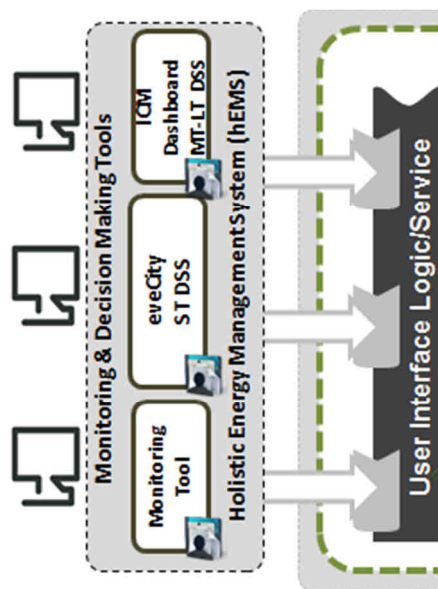 Monitoring & Decision Making Tools
Monitoring
Tool
eveCity
ST DSS
ICM
Dashboard
MT-LT DSS
Holistic Energy Management System (hEMS)
User Interface Logic/Service